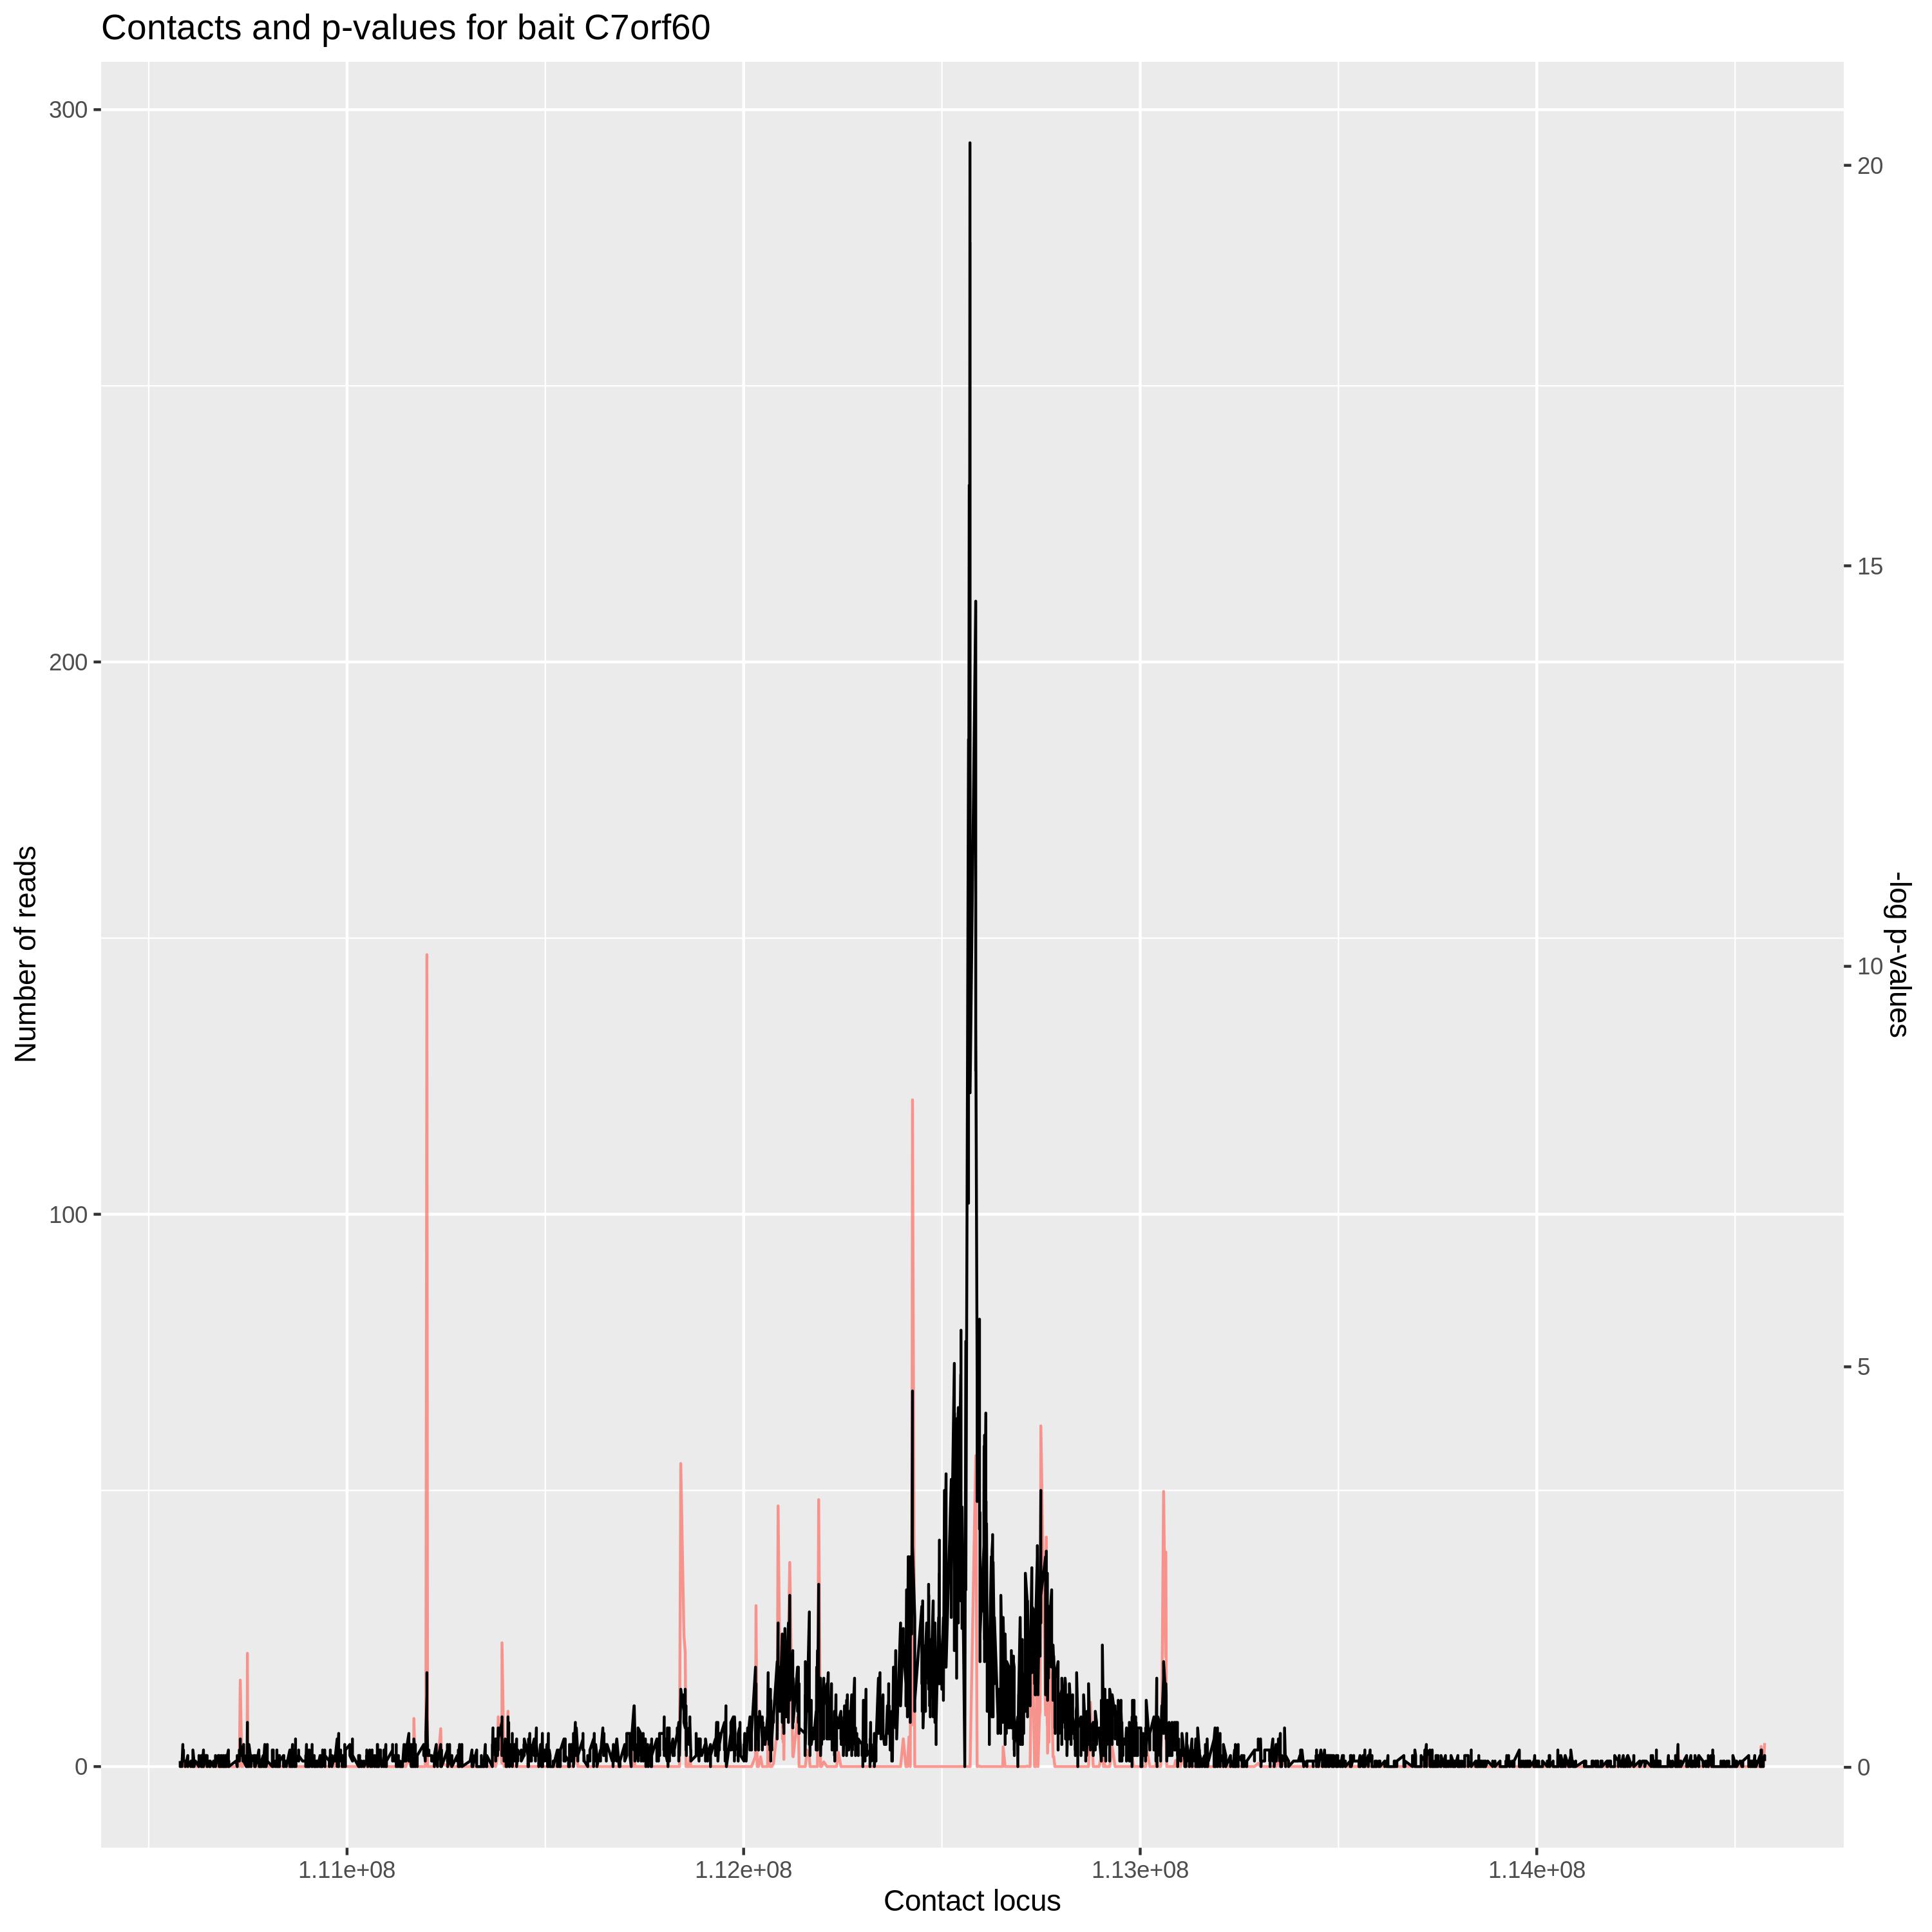 Contacts and p-values for bait C7orf60
300
200
100
0
Number of reads
20
15
10
5
0
-log p-values
1.11e+08
1.12e+08
1.13e+08
1.14e+08
Contact locus